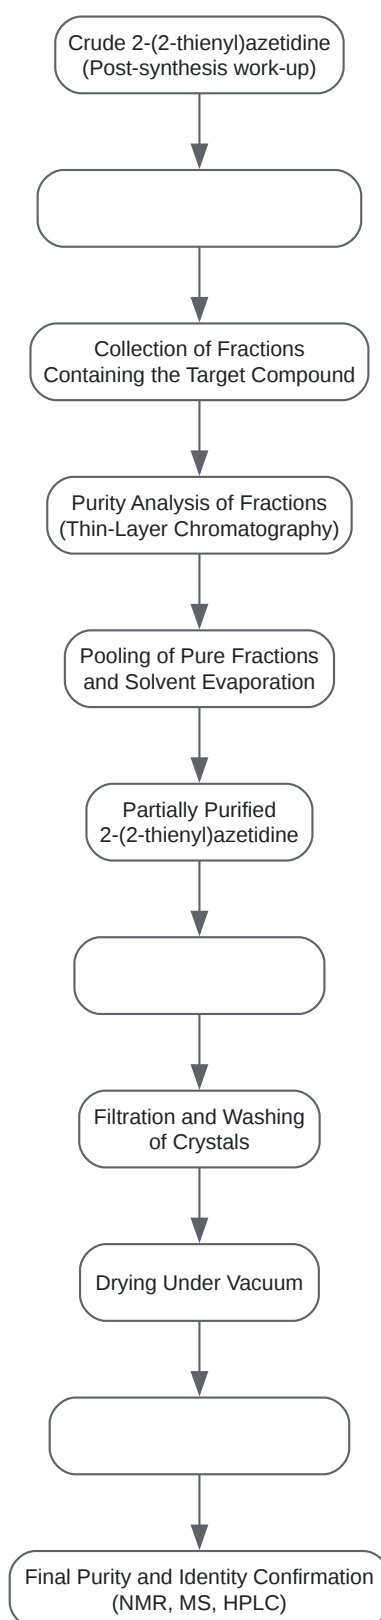 Crude 2-(2-thienyl)azetidine
(Post-synthesis work-up)
Collection of Fractions
Containing the Target Compound
Purity Analysis of Fractions
(Thin-Layer Chromatography)
Pooling of Pure Fractions
and Solvent Evaporation
Partially Purified
2-(2-thienyl)azetidine
Filtration and Washing
of Crystals
Drying Under Vacuum
Final Purity and Identity Confirmation
(NMR, MS, HPLC)